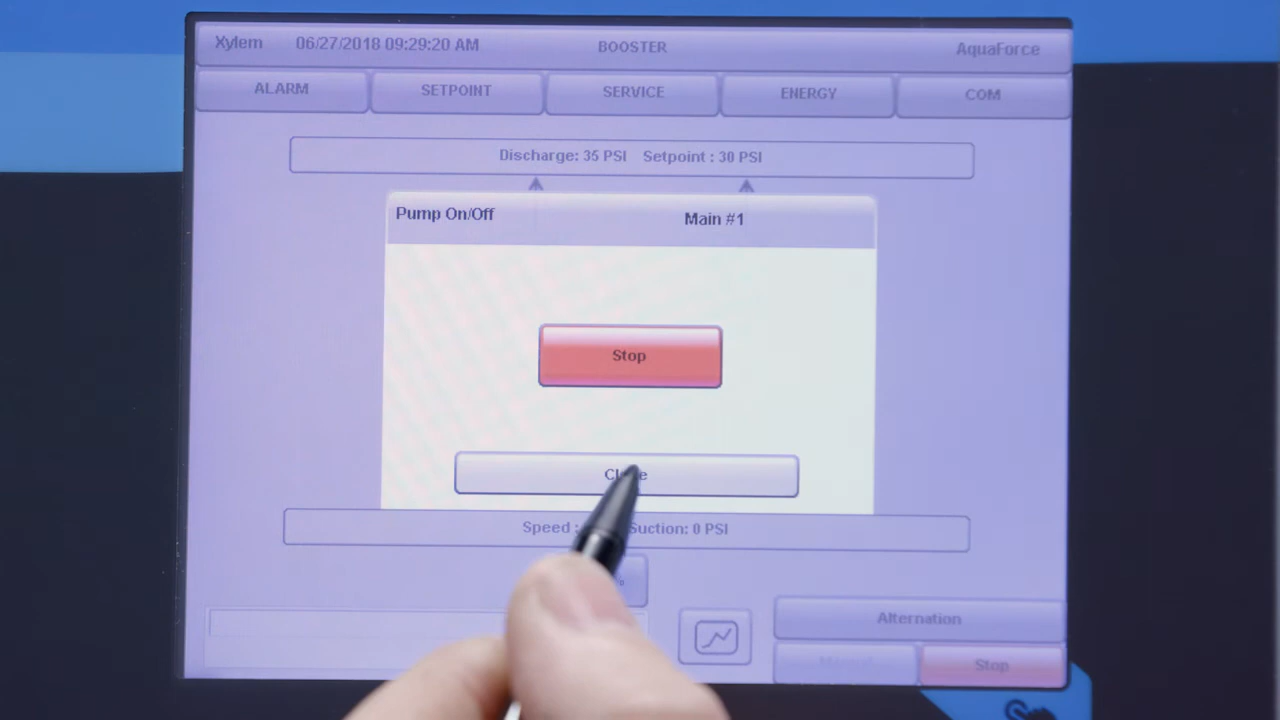 Xylem 06/27/2018 09:29:20 AM BOOSTER AquaForce
ALARM SETPOINT SERVICE ENERGY COM
Discharge: 35 PSI Setpoint : 30 PSI
Pump On/Off Main #1
Stop
Speed : Suction: 0 PSI
Alternation
Stop